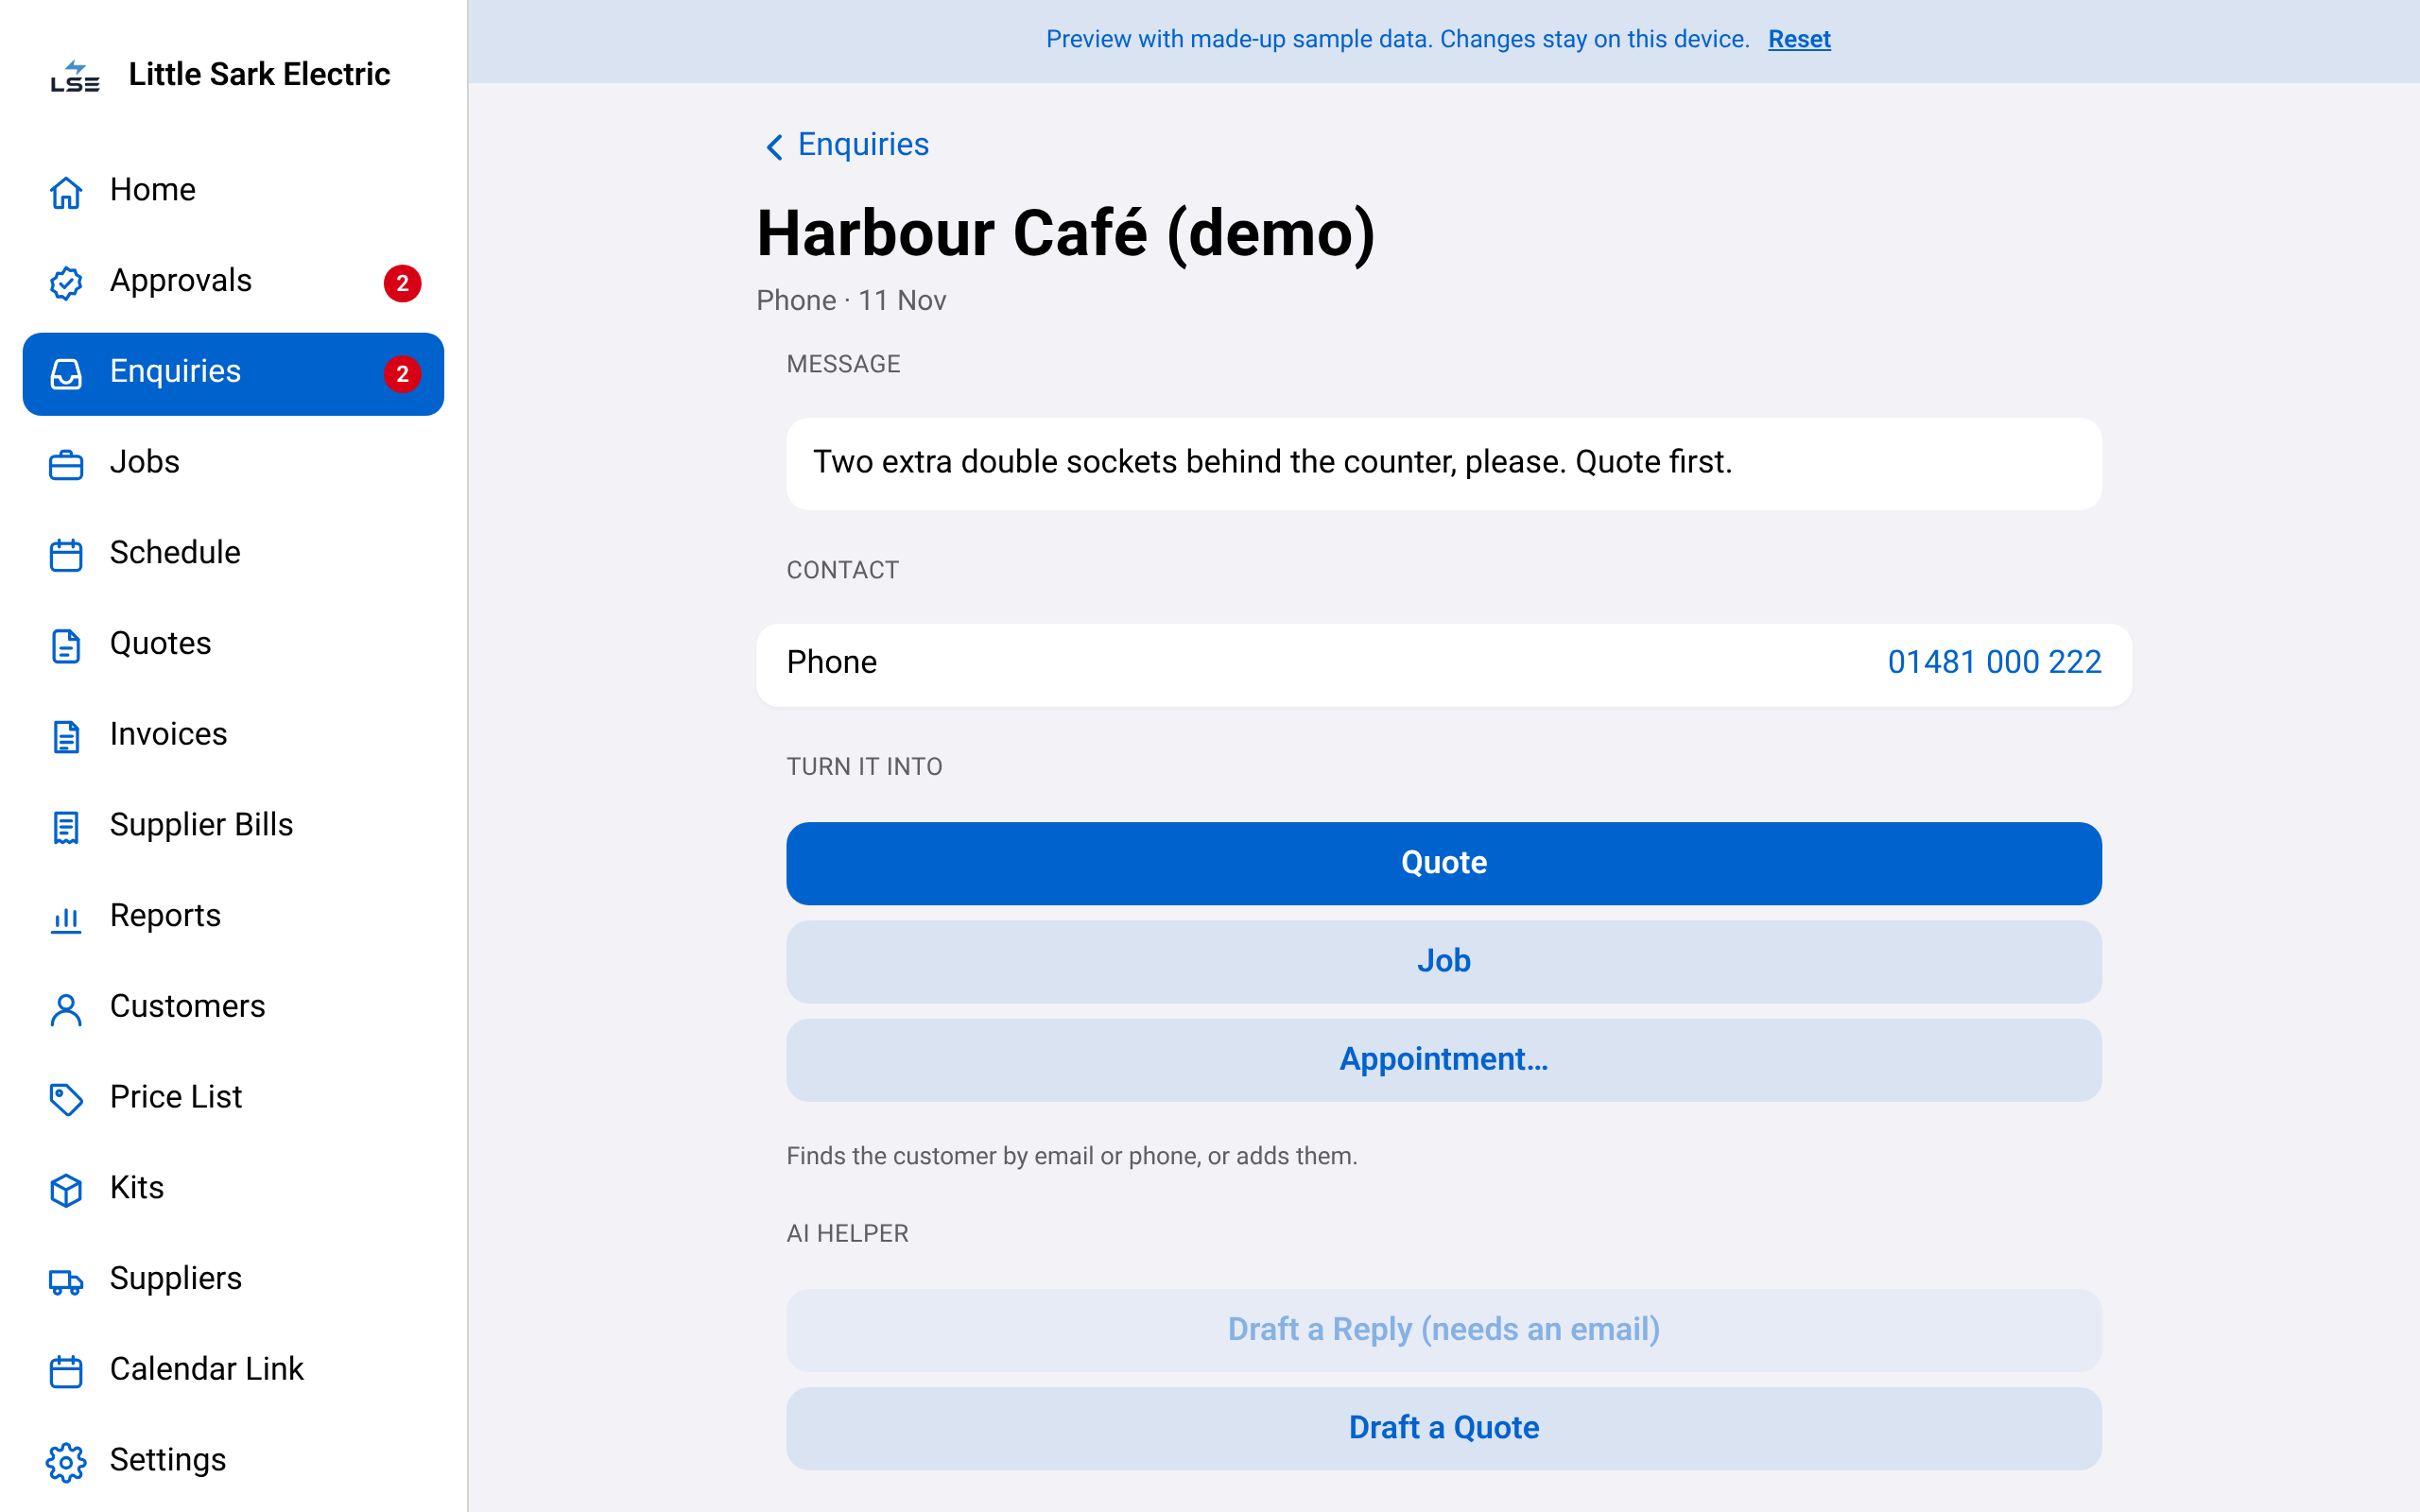 Preview with made-up sample data. Changes stay on this device. Reset
LSE Little Sark Electric
Home
Approvals 2
Enquiries 2
Jobs
Schedule
Quotes
Invoices
Supplier Bills
Reports
Customers
Price List
Kits
Suppliers
Calendar Link
Settings
Enquiries
Harbour Café (demo)
Phone · 11 Nov
MESSAGE
Two extra double sockets behind the counter, please. Quote first.
CONTACT
Phone 01481 000 222
TURN IT INTO
Quote
Job
Appointment…
Finds the customer by email or phone, or adds them.
AI HELPER
Draft a Reply (needs an email)
Draft a Quote